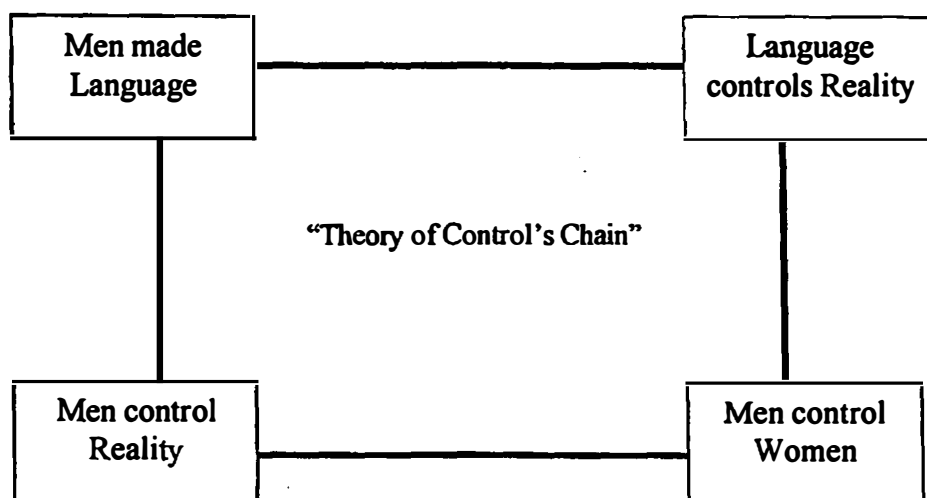 Men made
Language
Language
controls Reality
“Theory of Control’s Chain”
Men control
Reality
Men control
Women